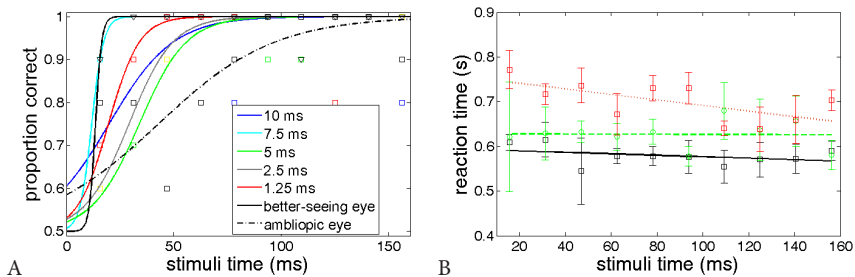 proportion correct
1
0.9
0.8
0.7
0.6
0.5
0
50
100
150
stimuli time (ms)
10 ms
7.5 ms
5 ms
2.5 ms
1.25 ms
better-seeing eye
ambliopic eye
A
reaction time (s)
0.9
0.8
0.7
0.6
0.5
0.4
20
40
60
80
100
120
140
160
stimuli time (ms)
B